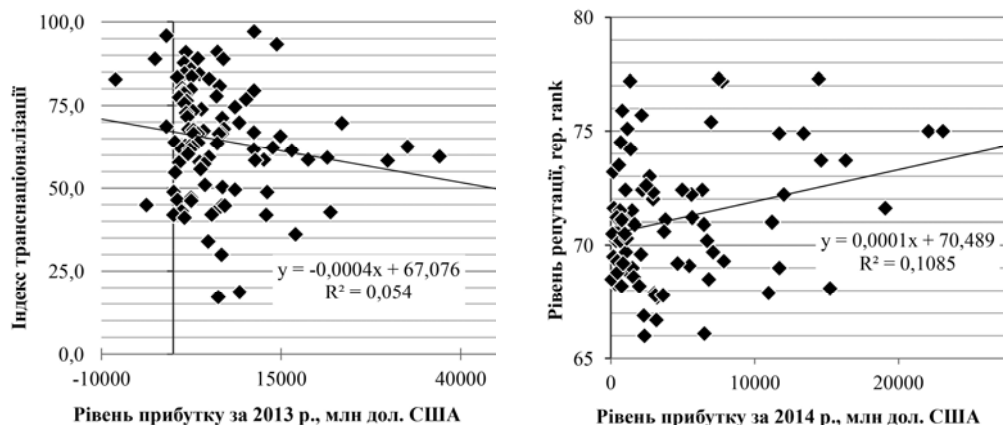 Індекс транснаціоналізації
100,0
75,0
50,0
25,0
0,0
y = -0,0004x + 67,076
R² = 0,054
-10000 15000 40000
Рівень прибутку за 2013 р., млн дол. США
Рівень репутації, rep. rank
80
75
70
65
y = 0,0001x + 70,489
R² = 0,1085
0 10000 20000
Рівень прибутку за 2014 р., млн дол. США